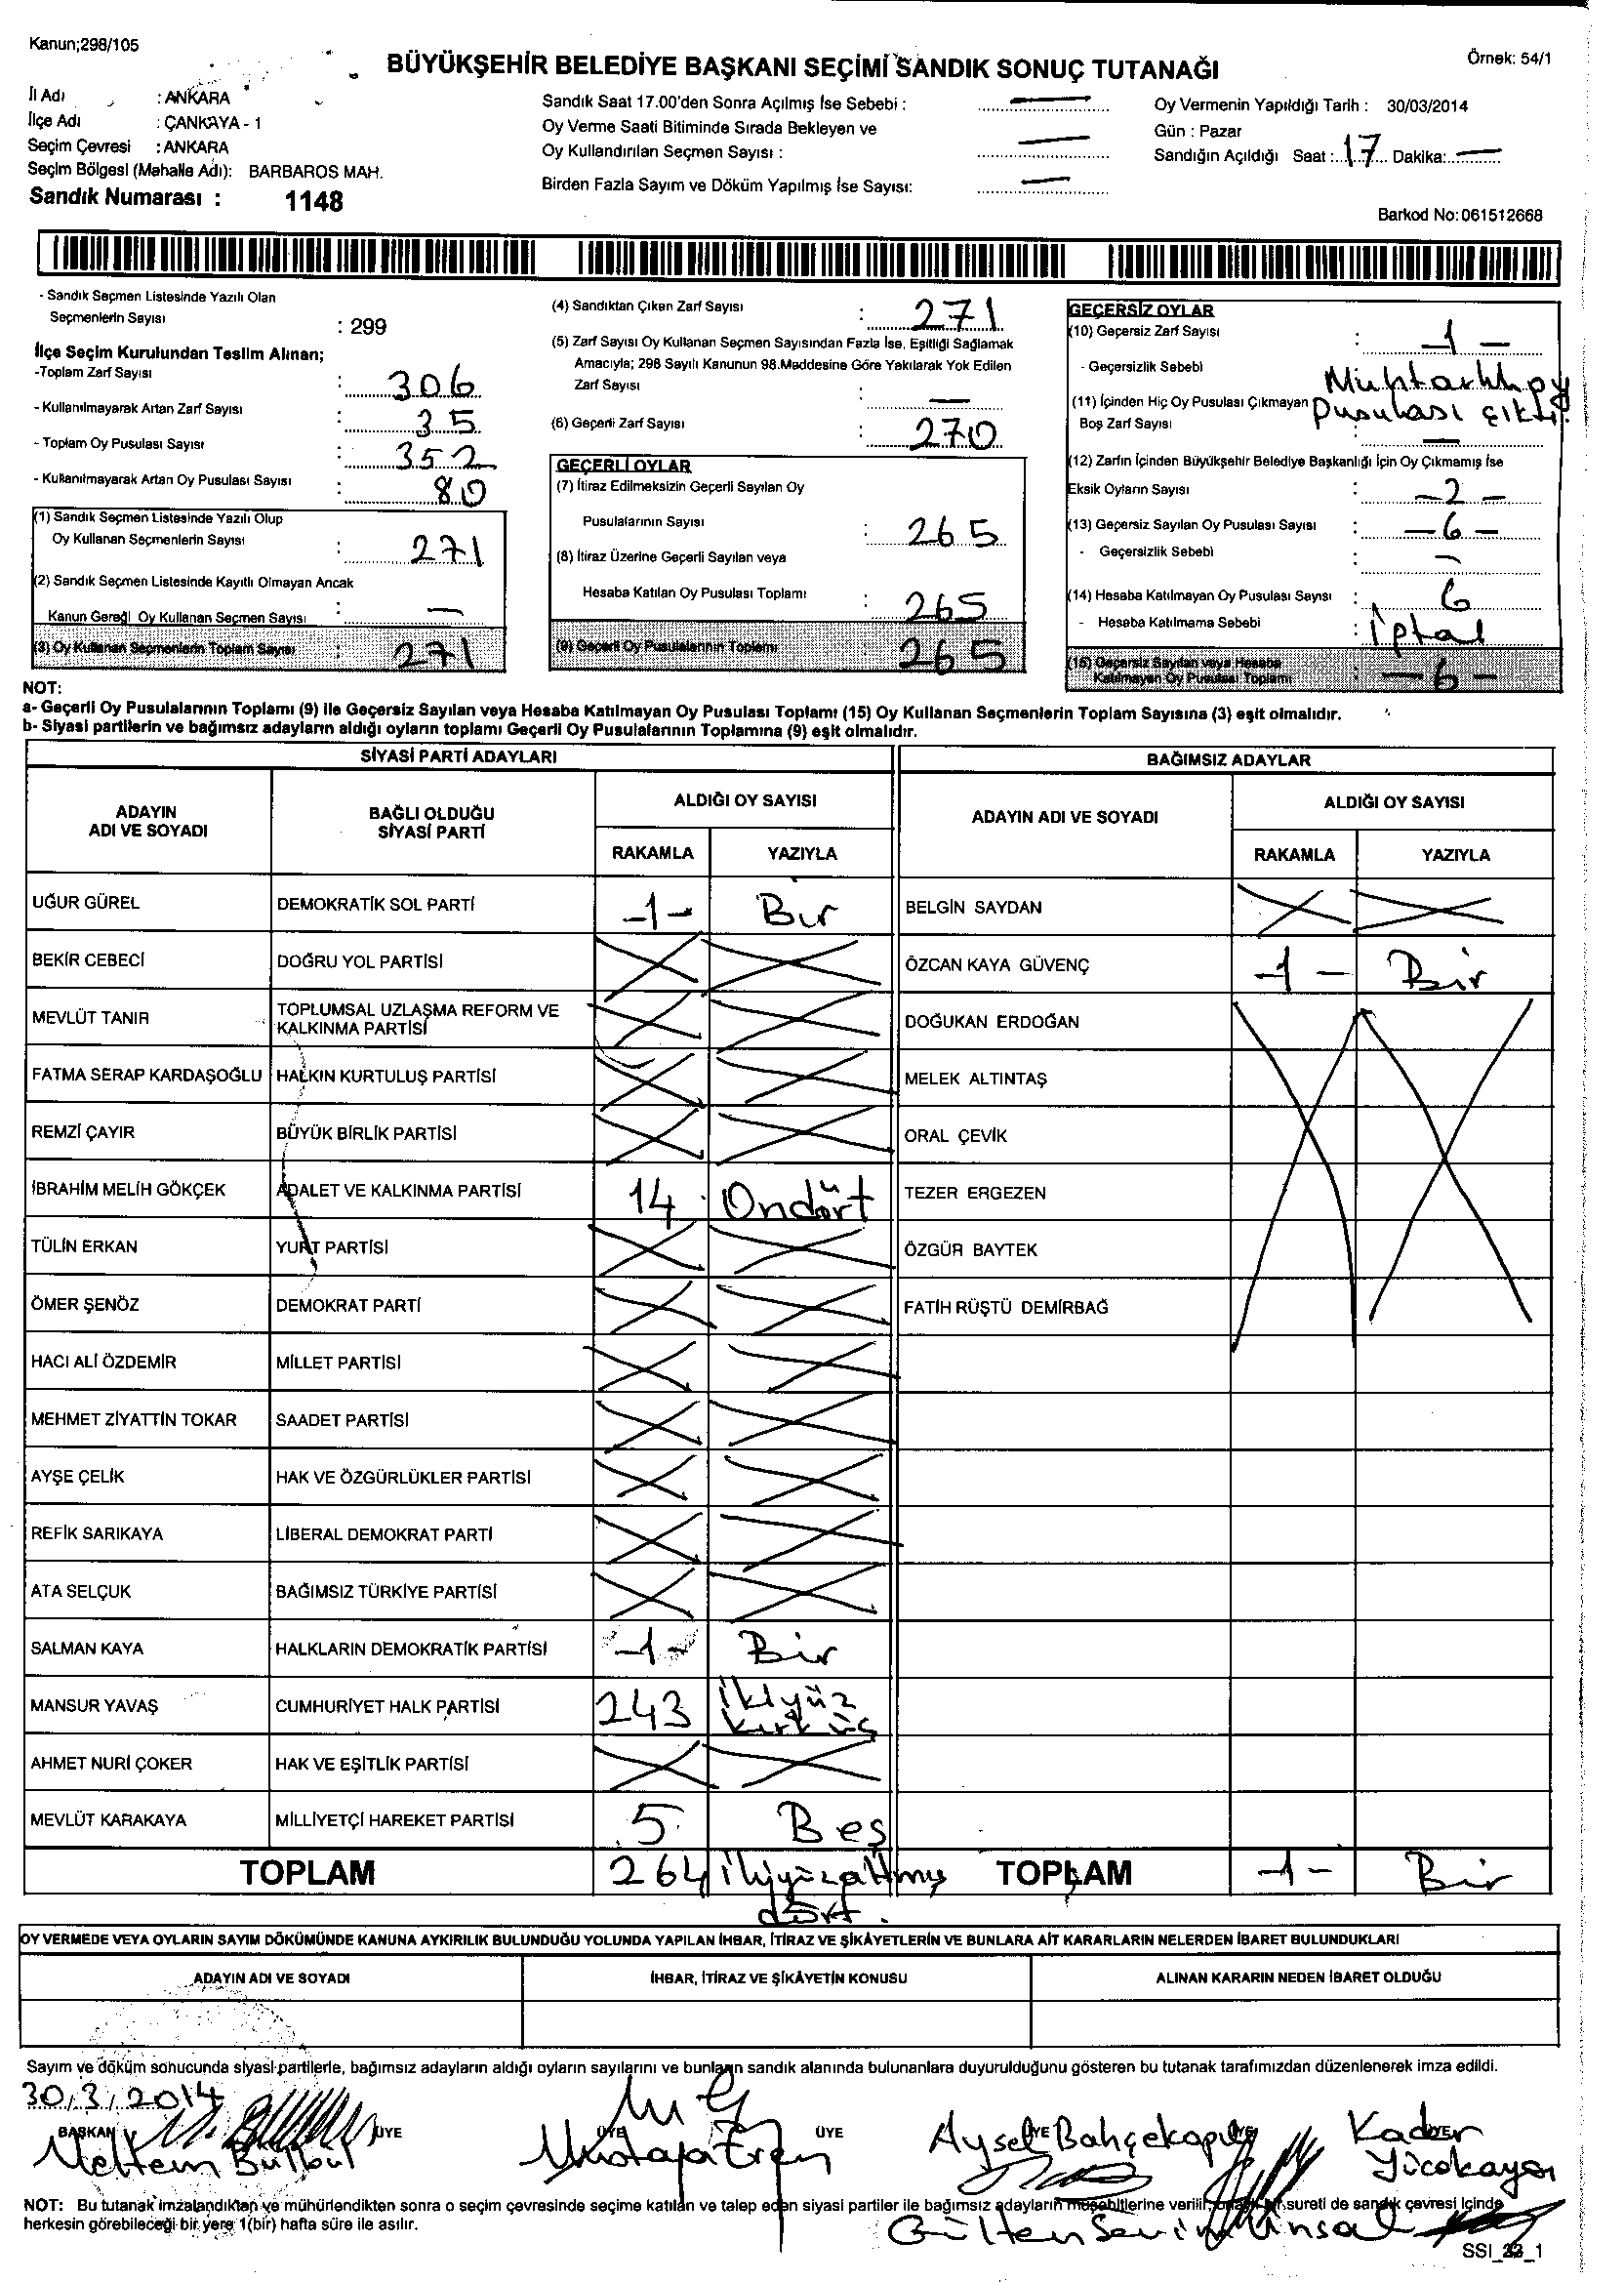 Kanun;298/105
BÜYÜKŞEHİR BELEDİYE BAŞKANI SEÇİMİ SANDIK SONUÇ TUTANAĞI
Örnek: 54/1
İl Adı : ANKARA
İlçe Adı : ÇANKAYA - 1
Seçim Çevresi : ANKARA
Seçim Bölgesi (Mahalle Adı): BARBAROS MAH.
Sandık Numarası : 1148
Sandık Saat 17.00'den Sonra Açılmış İse Sebebi : —
Oy Verme Saati Bitiminde Sırada Bekleyen ve
Oy Kullandırılan Seçmen Sayısı : —
Birden Fazla Sayım ve Döküm Yapılmış İse Sayısı: —
Oy Vermenin Yapıldığı Tarih : 30/03/2014
Gün : Pazar
Sandığın Açıldığı Saat : 17 Dakika: —
Barkod No: 061512668
- Sandık Seçmen Listesinde Yazılı Olan
Seçmenlerin Sayısı : 299
İlçe Seçim Kurulundan Teslim Alınan;
-Toplam Zarf Sayısı : 306
- Kullanılmayarak Artan Zarf Sayısı : 35
- Toplam Oy Pusulası Sayısı : 352
- Kullanılmayarak Artan Oy Pusulası Sayısı : 80
(1) Sandık Seçmen Listesinde Yazılı Olup
Oy Kullanan Seçmenlerin Sayısı : 271
(2) Sandık Seçmen Listesinde Kayıtlı Olmayan Ancak
Kanun Gereği Oy Kullanan Seçmen Sayısı : —
(3) Oy Kullanan Seçmenlerin Toplam Sayısı : 271
(4) Sandıktan Çıkan Zarf Sayısı : 271
(5) Zarf Sayısı Oy Kullanan Seçmen Sayısından Fazla İse, Eşitliği Sağlamak
Amacıyla; 298 Sayılı Kanunun 98.Maddesine Göre Yakılarak Yok Edilen
Zarf Sayısı : —
(6) Geçerli Zarf Sayısı : 270
GEÇERLİ OYLAR
(7) İtiraz Edilmeksizin Geçerli Sayılan Oy
Pusulalarının Sayısı : 265
(8) İtiraz Üzerine Geçerli Sayılan veya
Hesaba Katılan Oy Pusulası Toplamı : 265
(9) Geçerli Oy Pusulalarının Toplamı : 265
GEÇERSİZ OYLAR
(10) Geçersiz Zarf Sayısı : -1-
- Geçersizlik Sebebi Muhtarlık oy
(11) İçinden Hiç Oy Pusulası Çıkmayan pusulası çıktı.
Boş Zarf Sayısı : —
(12) Zarfın İçinden Büyükşehir Belediye Başkanlığı İçin Oy Çıkmamış İse
Eksik Oyların Sayısı : -2-
(13) Geçersiz Sayılan Oy Pusulası Sayısı : -6-
- Geçersizlik Sebebi : —
(14) Hesaba Katılmayan Oy Pusulası Sayısı : 6
- Hesaba Katılmama Sebebi : iptal
(15) Geçersiz Sayılan veya Hesaba
Katılmayan Oy Pusulası Toplamı : -6-
NOT:
a- Geçerli Oy Pusulalarının Toplamı (9) ile Geçersiz Sayılan veya Hesaba Katılmayan Oy Pusulası Toplamı (15) Oy Kullanan Seçmenlerin Toplam Sayısına (3) eşit olmalıdır.
b- Siyasi partilerin ve bağımsız adayların aldığı oyların toplamı Geçerli Oy Pusulalarının Toplamına (9) eşit olmalıdır.
SİYASİ PARTİ ADAYLARI
ADAYIN ADI VE SOYADI
BAĞLI OLDUĞU SİYASİ PARTİ
ALDIĞI OY SAYISI
RAKAMLA YAZIYLA
UĞUR GÜREL DEMOKRATİK SOL PARTİ -1- Bir
BEKİR CEBECİ DOĞRU YOL PARTİSİ
MEVLÜT TANIR TOPLUMSAL UZLAŞMA REFORM VE
KALKINMA PARTİSİ
FATMA SERAP KARDAŞOĞLU HALKIN KURTULUŞ PARTİSİ
REMZİ ÇAYIR BÜYÜK BİRLİK PARTİSİ
İBRAHİM MELİH GÖKÇEK ADALET VE KALKINMA PARTİSİ 14 Ondört
TÜLİN ERKAN YURT PARTİSİ
ÖMER ŞENÖZ DEMOKRAT PARTİ
HACI ALİ ÖZDEMİR MİLLET PARTİSİ
MEHMET ZİYATTİN TOKAR SAADET PARTİSİ
AYŞE ÇELİK HAK VE ÖZGÜRLÜKLER PARTİSİ
REFİK SARIKAYA LİBERAL DEMOKRAT PARTİ
ATA SELÇUK BAĞIMSIZ TÜRKİYE PARTİSİ
SALMAN KAYA HALKLARIN DEMOKRATİK PARTİSİ -1- Bir
MANSUR YAVAŞ CUMHURİYET HALK PARTİSİ 243 İkiyüz
kırk üç
AHMET NURİ ÇOKER HAK VE EŞİTLİK PARTİSİ
MEVLÜT KARAKAYA MİLLİYETÇİ HAREKET PARTİSİ 5 Beş
TOPLAM 264 İkiyüzaltmış
dört.
BAĞIMSIZ ADAYLAR
ADAYIN ADI VE SOYADI
ALDIĞI OY SAYISI
RAKAMLA YAZIYLA
BELGİN SAYDAN
ÖZCAN KAYA GÜVENÇ -1- Bir
DOĞUKAN ERDOĞAN
MELEK ALTINTAŞ
ORAL ÇEVİK
TEZER ERGEZEN
ÖZGÜR BAYTEK
FATİH RÜŞTÜ DEMİRBAĞ
TOPLAM -1- Bir
OY VERMEDE VEYA OYLARIN SAYIM DÖKÜMÜNDE KANUNA AYKIRILIK BULUNDUĞU YOLUNDA YAPILAN İHBAR, İTİRAZ VE ŞİKÂYETLERİN VE BUNLARA AİT KARARLARIN NELERDEN İBARET BULUNDUKLARI
ADAYIN ADI VE SOYADI İHBAR, İTİRAZ VE ŞİKÂYETİN KONUSU ALINAN KARARIN NEDEN İBARET OLDUĞU
Sayım ve döküm sonucunda siyasi partilerle, bağımsız adayların aldığı oyların sayılarını ve bunların sandık alanında bulunanlara duyurulduğunu gösteren bu tutanak tarafımızdan düzenlenerek imza edildi.
30/3/2014
BAŞKAN ÜYE ÜYE ÜYE ÜYE ÜYE
Meltem Bülbül Mustafa Eren Aysel Bahçekapılı Kader
NOT: Bu tutanak imzalandıktan ve mühürlendikten sonra o seçim çevresinde seçime katılan ve talep eden siyasi partiler ile bağımsız adayların müşahitlerine verilir, sureti de sandık çevresi içinde
herkesin görebileceği bir yere 1(bir) hafta süre ile asılır.
Gülten Sevim Ünsal
SSI_33_1